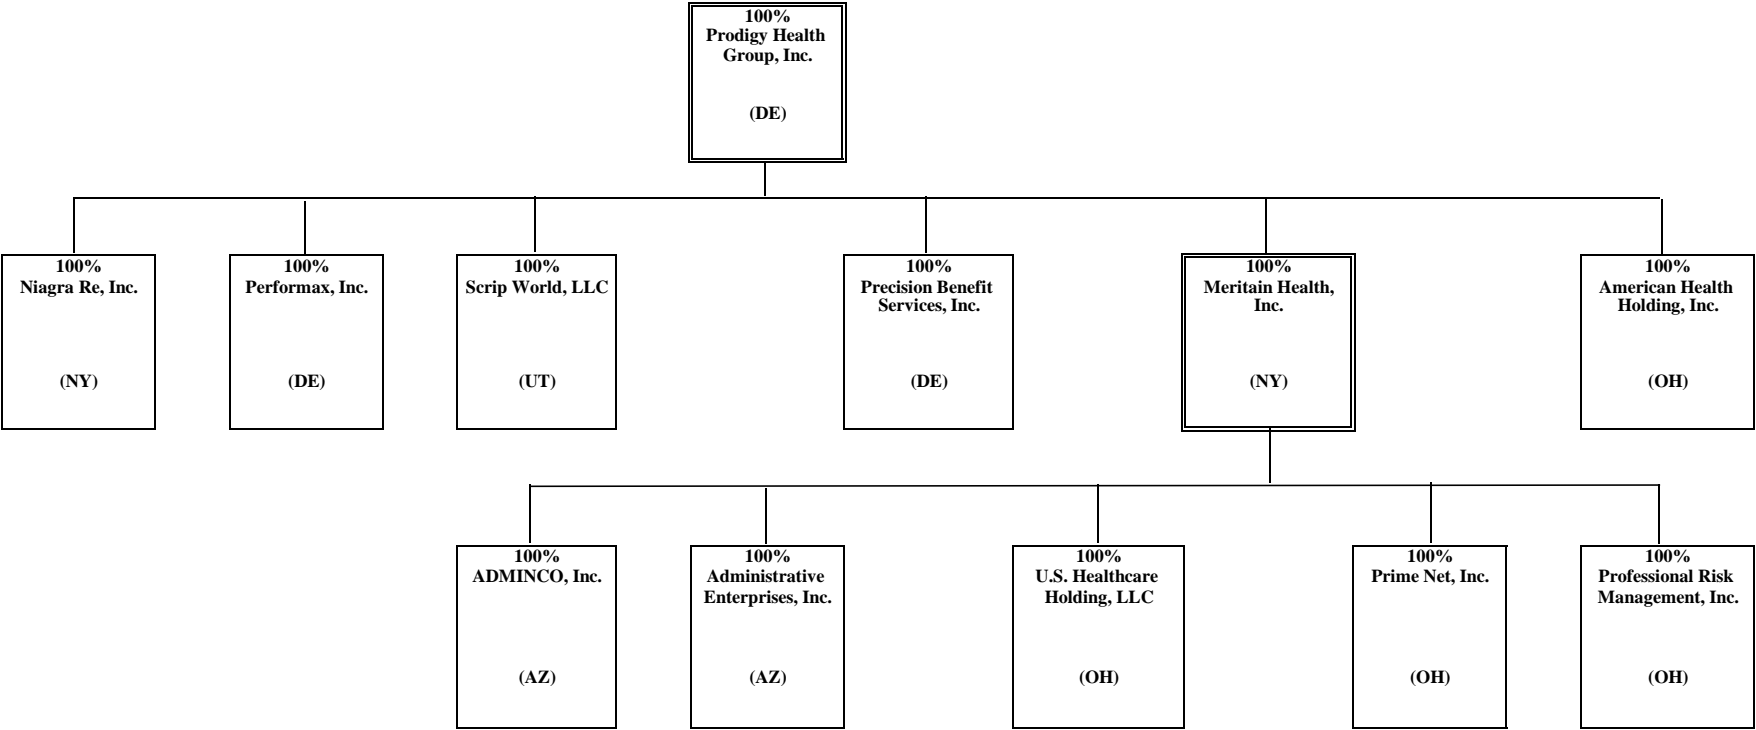 100%
Prodigy Health
Group, Inc.
(DE)
100%
Niagra Re, Inc.
(NY)
100%
Performax, Inc.
(DE)
100%
Scrip World, LLC
(UT)
100%
Precision Benefit
Services, Inc.
(DE)
100%
Meritain Health,
Inc.
(NY)
100%
American Health
Holding, Inc.
(OH)
100%
ADMINCO, Inc.
(AZ)
100%
Administrative
Enterprises, Inc.
(AZ)
100%
U.S. Healthcare
Holding, LLC
(OH)
100%
Prime Net, Inc.
(OH)
100%
Professional Risk
Management, Inc.
(OH)